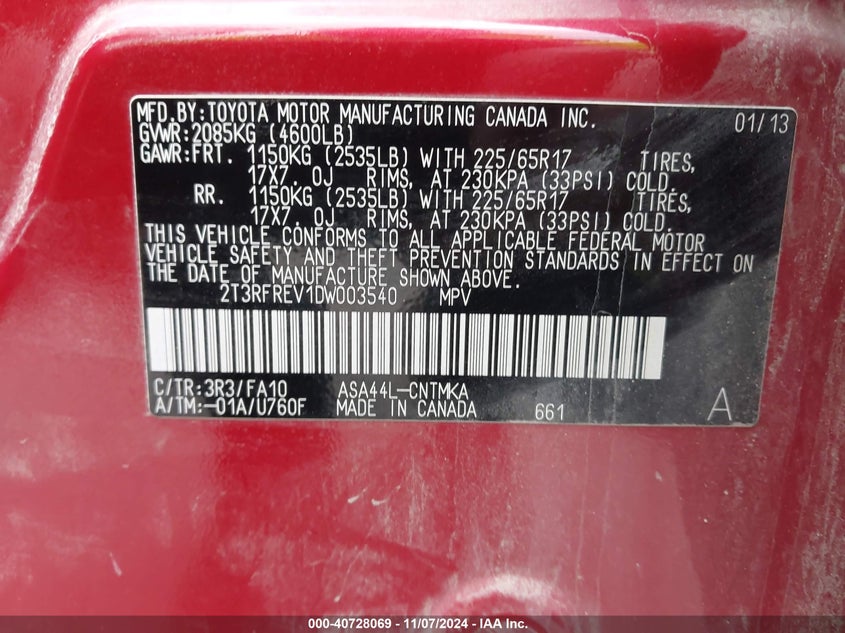 MFD.BY:TOYOTA MOTOR MANUFACTURING CANADA INC. 01/13
GVWR:2085KG (4600LB)
GAWR:FRT. 1150KG (2535LB) WITH 225/65R17 TIRES,
17X7.0J RIMS, AT 230KPA (33PSI) COLD.
RR. 1150KG (2535LB) WITH 225/65R17 TIRES,
17X7.0J RIMS, AT 230KPA (33PSI) COLD.
THIS VEHICLE CONFORMS TO ALL APPLICABLE FEDERAL MOTOR
VEHICLE SAFETY AND THEFT PREVENTION STANDARDS IN EFFECT ON
THE DATE OF MANUFACTURE SHOWN ABOVE.
2T3RFREV1DW003540 MPV
C/TR:3R3/FA10 ASA44L-CNTMKA
A/TM:-01A/U760F MADE IN CANADA 661 A
000-40728069 - 11/07/2024 - IAA Inc.